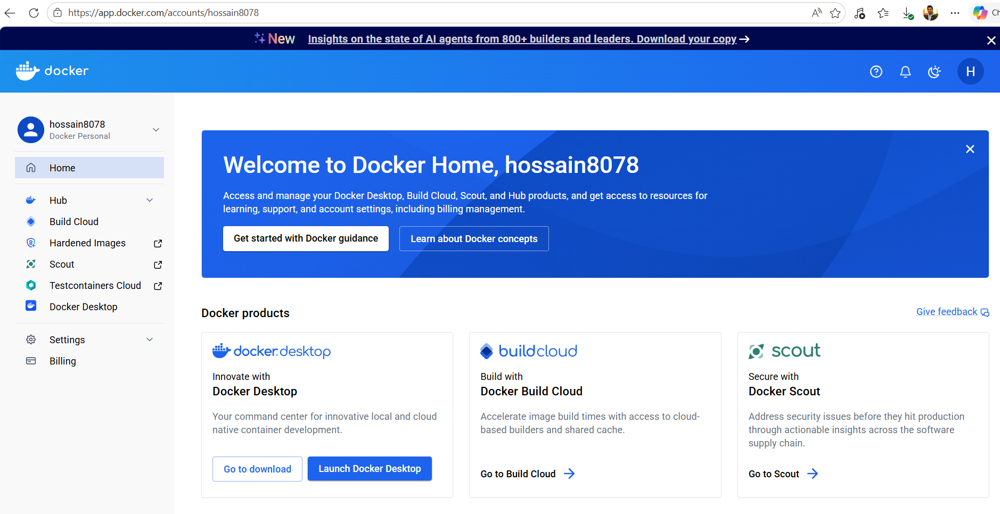 https://app.docker.com/accounts/hossain8078
New Insights on the state of AI agents from 800+ builders and leaders. Download your copy
docker
H
hossain8078
Docker Personal
Home
Hub
Build Cloud
Hardened Images
Scout
Testcontainers Cloud
Docker Desktop
Settings
Billing
Welcome to Docker Home, hossain8078
Access and manage your Docker Desktop, Build Cloud, Scout, and Hub products, and get access to resources for
learning, support, and account settings, including billing management.
Get started with Docker guidance
Learn about Docker concepts
Docker products
Give feedback
docker.desktop
Innovate with
Docker Desktop
Your command center for innovative local and cloud
native container development.
Go to download
Launch Docker Desktop
buildcloud
Build with
Docker Build Cloud
Accelerate image build times with access to cloud-
based builders and shared cache.
Go to Build Cloud
scout
Secure with
Docker Scout
Address security issues before they hit production
through actionable insights across the software
supply chain.
Go to Scout